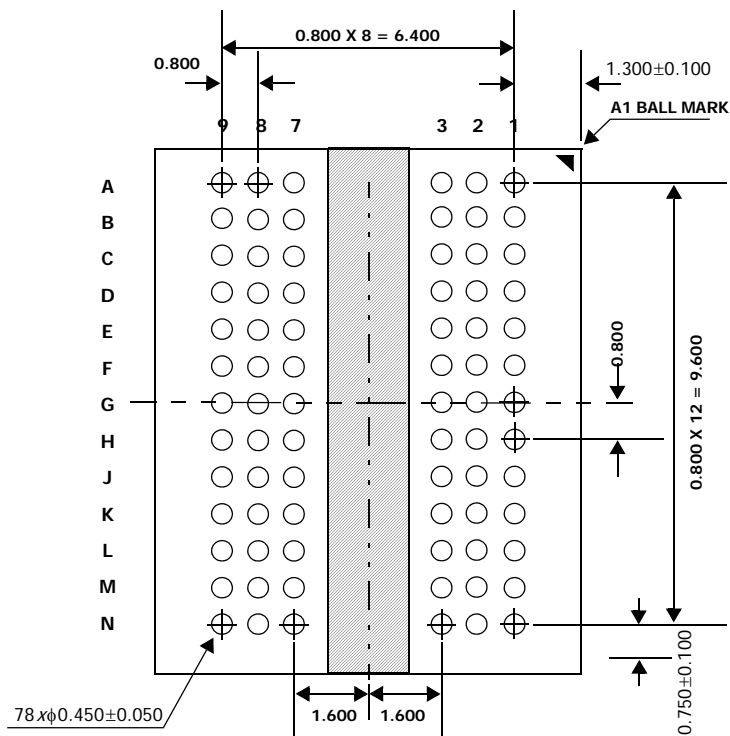 0.800 X 8 = 6.400
0.800
1.300±0.100
A1 BALL MARK
9 8 7 3 2 1
A
B
C
D
E
F
G
H
J
K
L
M
N
0.800
0.800 X 12 = 9.600
0.750±0.100
1.600 1.600
78xϕ0.450±0.050